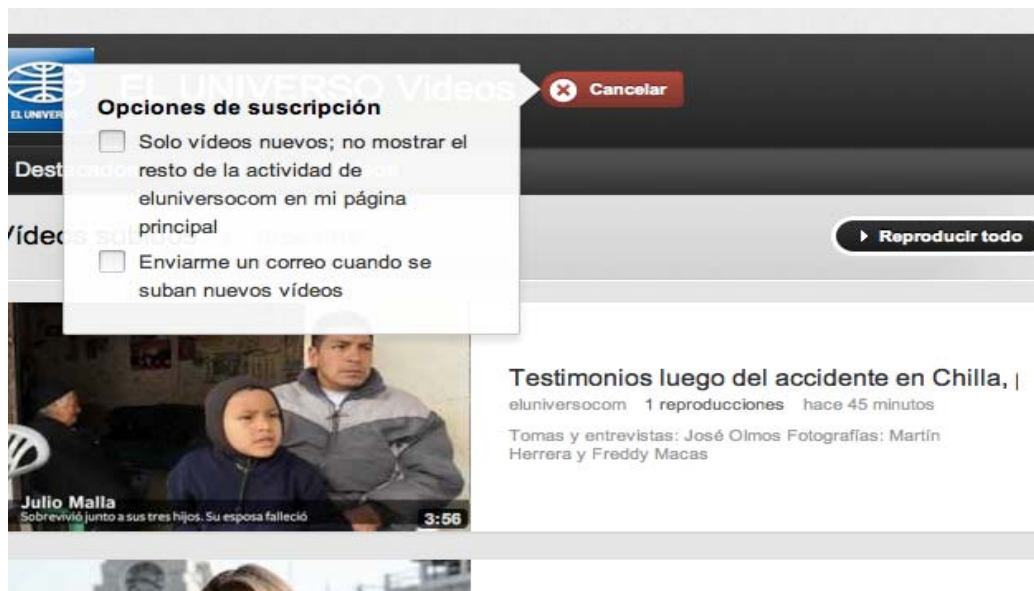 EL UNIVERSO Videos
Cancelar
Opciones de suscripción
Solo vídeos nuevos; no mostrar el
resto de la actividad de
eluniversocom en mi página
principal
Enviarme un correo cuando se
suban nuevos vídeos
Reproducir todo
Testimonios luego del accidente en Chilla,
eluniversocom 1 reproducciones hace 45 minutos
Tomas y entrevistas: José Olmos Fotografías: Martín
Herrera y Freddy Macas
Julio Malla
Sobrevivió junto a sus tres hijos. Su esposa falleció
3:56